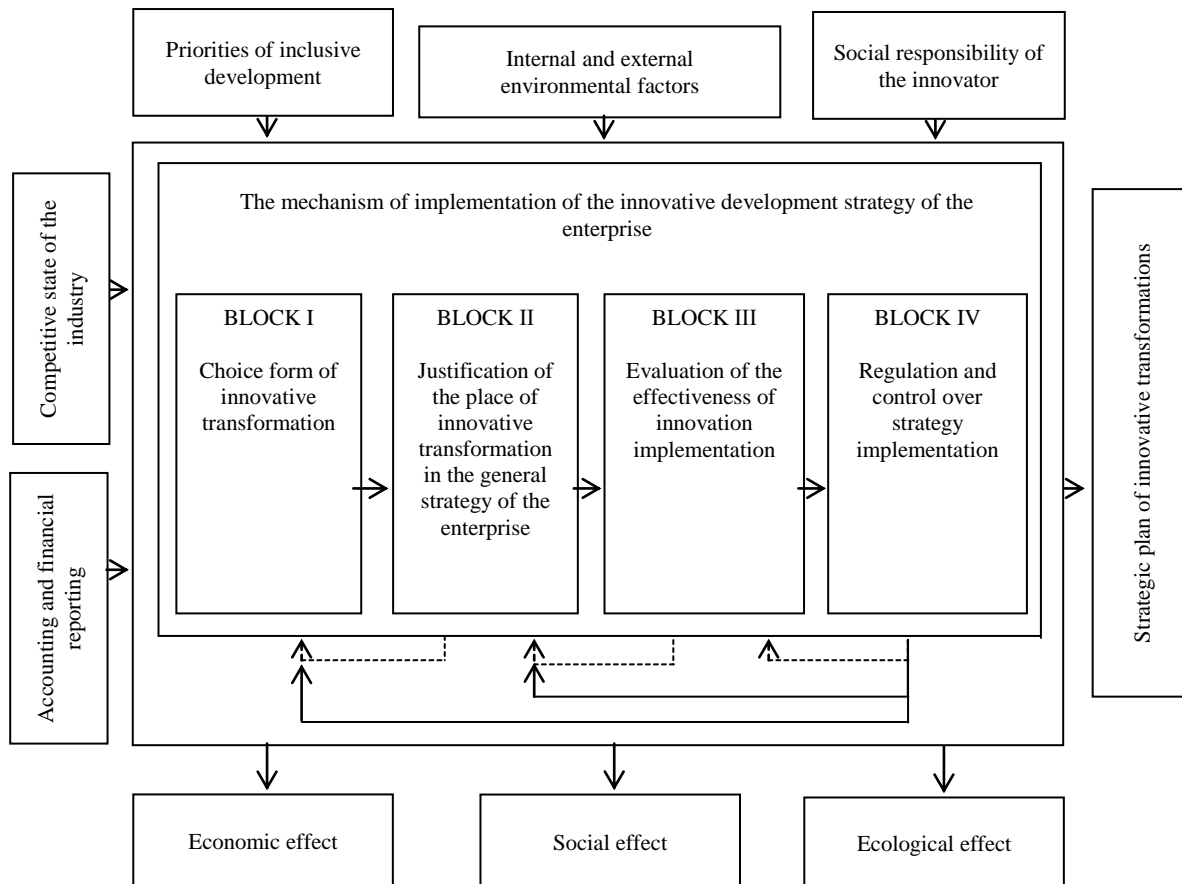 Priorities of inclusive
development
Internal and external
environmental factors
Social responsibility of
the innovator
Competitive state of the
industry
Accounting and financial
reporting
The mechanism of implementation of the innovative development strategy of the
enterprise
BLOCK I
Choice form of
innovative
transformation
BLOCK II
Justification of
the place of
innovative
transformation
in the general
strategy of the
enterprise
BLOCK III
Evaluation of the
effectiveness of
innovation
implementation
BLOCK IV
Regulation and
control over
strategy
implementation
Strategic plan of innovative transformations
Economic effect
Social effect
Ecological effect